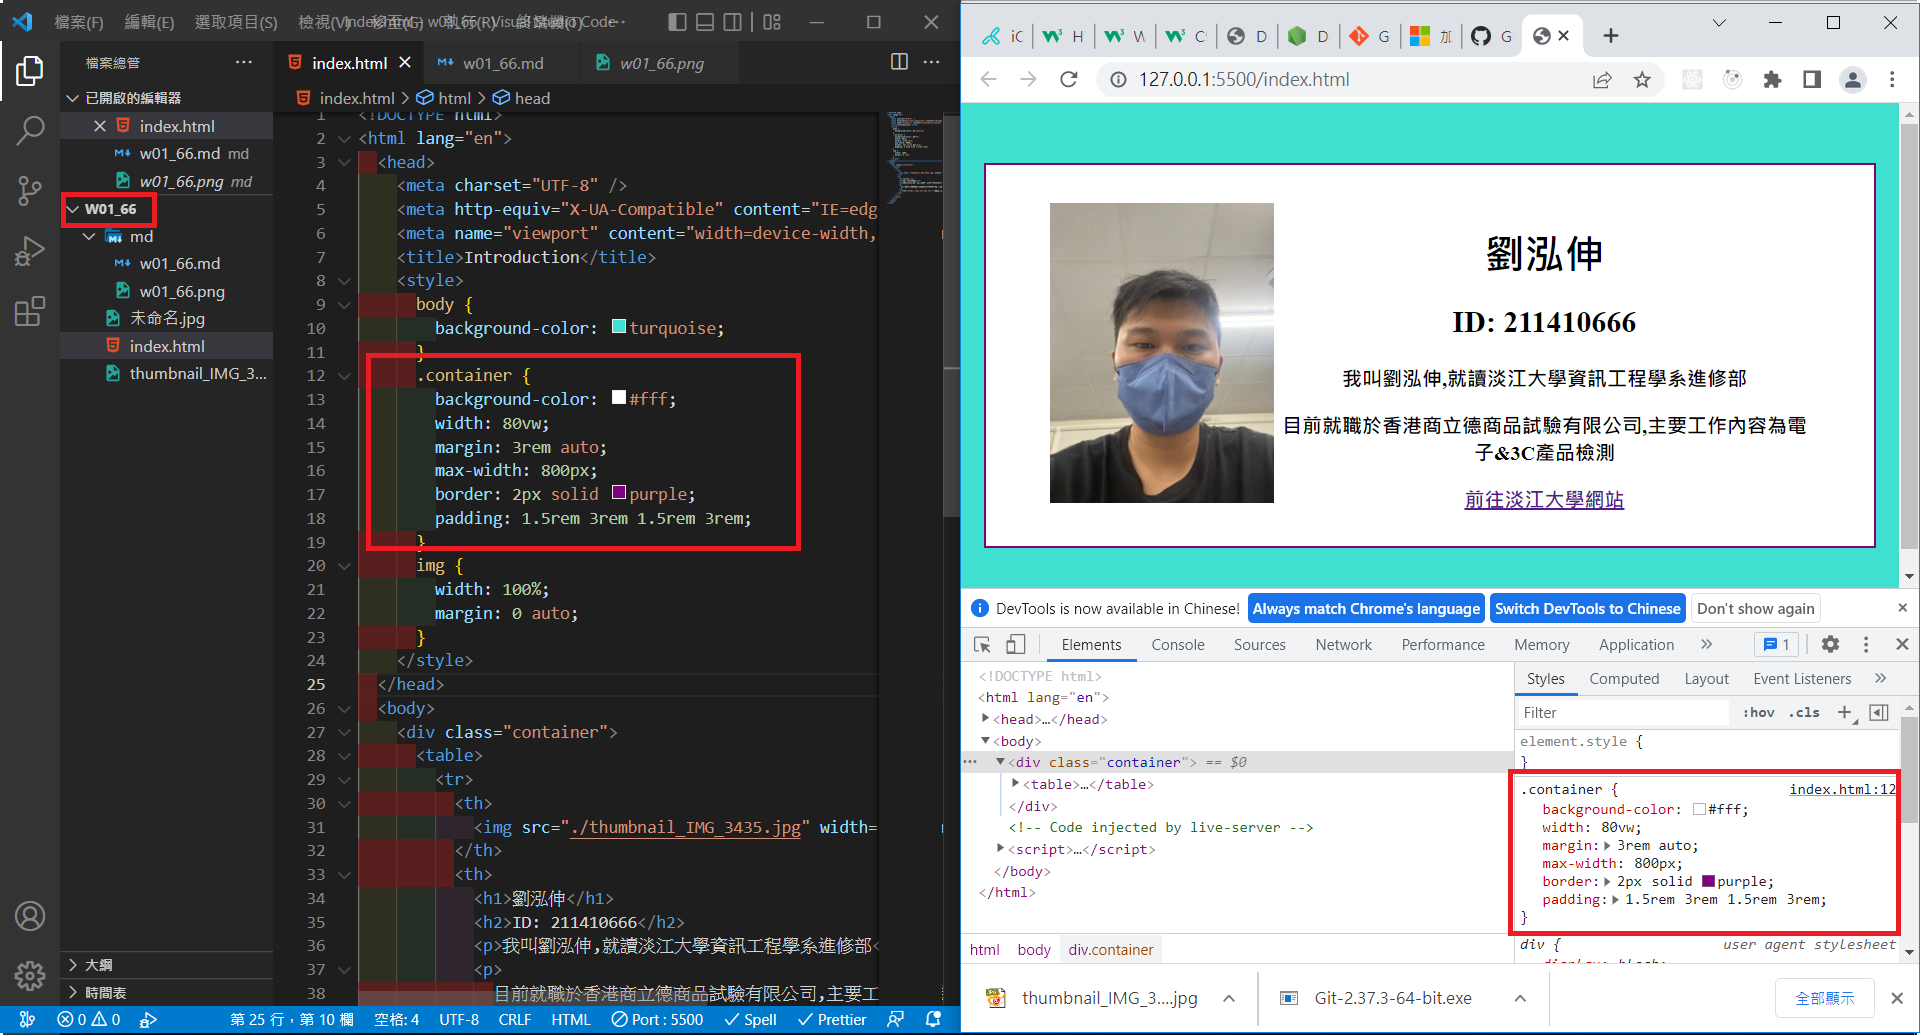 檔案(F)
編輯(E)
選取項目(S)
檢視(V)
移至(G)
執行(R)
終端機(T)
檔案總管
已開啟的編輯器
index.html
w01_66.md md
w01_66.png md
W01_66
md
w01_66.md
w01_66.png
未命名.jpg
index.html
thumbnail_IMG_3...
大綱
時間表
index.html
w01_66.md
w01_66.png
index.html > html > head
1 <!DOCTYPE html>
2 <html lang="en">
3 <head>
4 <meta charset="UTF-8" />
5 <meta http-equiv="X-UA-Compatible" content="IE=edg
6 <meta name="viewport" content="width=device-width,
7 <title>Introduction</title>
8 <style>
9 body {
10 background-color: turquoise;
11 }
12 .container {
13 background-color: #fff;
14 width: 80vw;
15 margin: 3rem auto;
16 max-width: 800px;
17 border: 2px solid purple;
18 padding: 1.5rem 3rem 1.5rem 3rem;
19 }
20 img {
21 width: 100%;
22 margin: 0 auto;
23 }
24 </style>
25 </head>
26 <body>
27 <div class="container">
28 <table>
29 <tr>
30 <th>
31 <img src="./thumbnail_IMG_3435.jpg" width=
32 </th>
33 <th>
34 <h1>劉泓伸</h1>
35 <h2>ID: 211410666</h2>
36 <p>我叫劉泓伸,就讀淡江大學資訊工程學系進修部<
37 <p>
38 目前就職於香港商立德商品試驗有限公司,主要工
0 0
第 25 行，第 10 欄
空格: 4
UTF-8
CRLF
HTML
Port : 5500
Spell
Prettier
iC
H
W
C
D
D
G
加
G
127.0.0.1:5500/index.html
劉泓伸
ID: 211410666
我叫劉泓伸,就讀淡江大學資訊工程學系進修部
目前就職於香港商立德商品試驗有限公司,主要工作內容為電
子&3C產品檢測
前往淡江大學網站
DevTools is now available in Chinese!
Always match Chrome's language
Switch DevTools to Chinese
Don't show again
Elements
Console
Sources
Network
Performance
Memory
Application
1
<!DOCTYPE html>
<html lang="en">
<head>…</head>
<body>
<div class="container"> == $0
<table>…</table>
</div>
<!-- Code injected by live-server -->
<script>…</script>
</body>
</html>
html
body
div.container
Styles
Computed
Layout
Event Listeners
Filter
:hov
.cls
element.style {
}
.container {
index.html:12
background-color: #fff;
width: 80vw;
margin: 3rem auto;
max-width: 800px;
border: 2px solid purple;
padding: 1.5rem 3rem 1.5rem 3rem;
}
div {
user agent stylesheet
thumbnail_IMG_3....jpg
Git-2.37.3-64-bit.exe
全部顯示